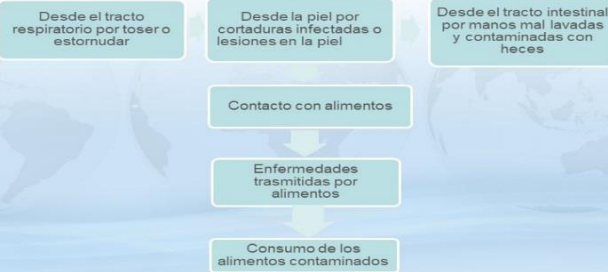 Desde el tracto
respiratorio por toser o
estornudar
Desde la piel por
cortaduras infectadas o
lesiones en la piel
Desde el tracto intestinal
por manos mal lavadas
y contaminadas con
heces
Contacto con alimentos
Enfermedades
trasmitidas por
alimentos
Consumo de los
alimentos contaminados